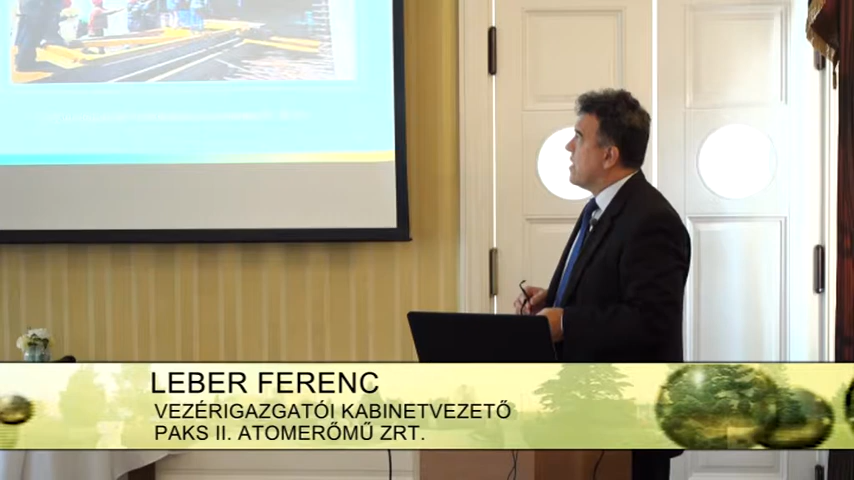 LEBER FERENC
VEZÉRIGAZGATÓI KABINETVEZETŐ
PAKS II. ATOMERŐMŰ ZRT.